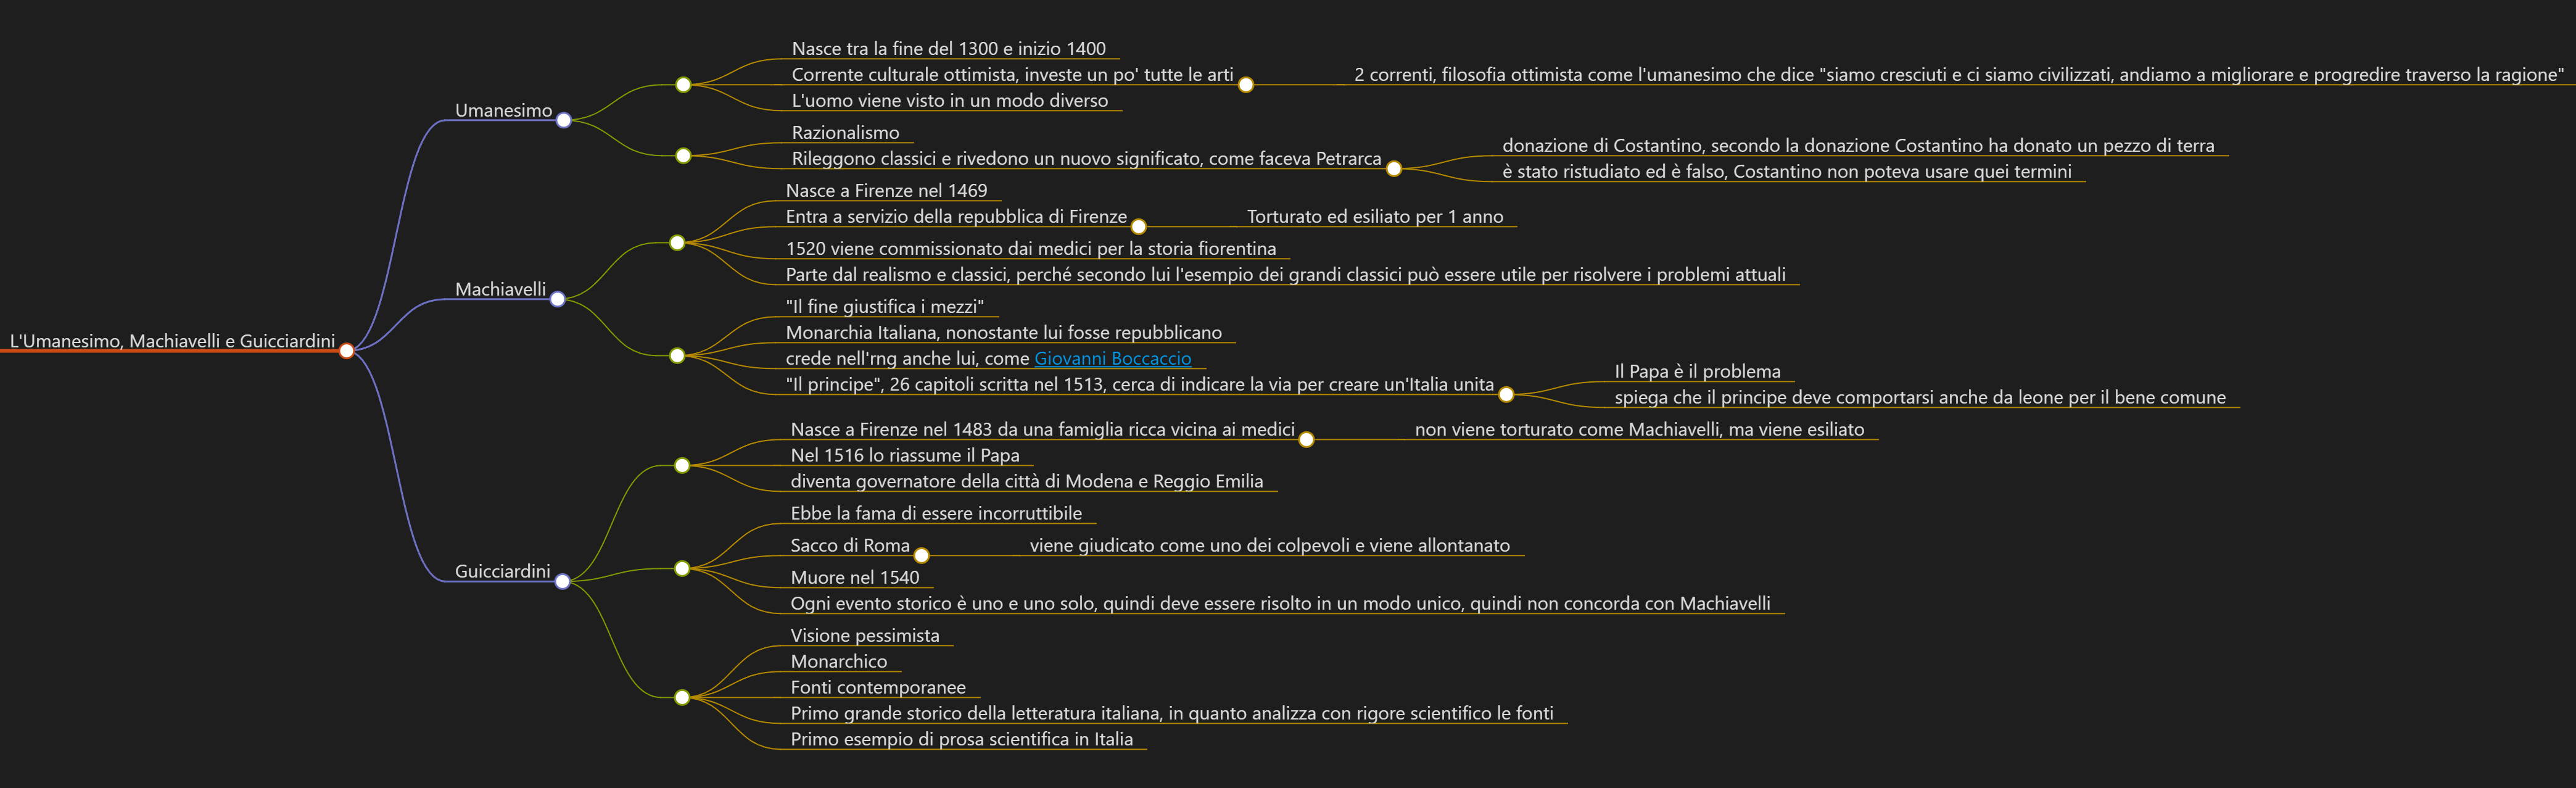 L'Umanesimo, Machiavelli e Guicciardini
Umanesimo
Nasce tra la fine del 1300 e inizio 1400
Corrente culturale ottimista, investe un po' tutte le arti
2 correnti, filosofia ottimista come l'umanesimo che dice "siamo cresciuti e ci siamo civilizzati, andiamo a migliorare e progredire traverso la ragione"
L'uomo viene visto in un modo diverso
Razionalismo
Rileggono classici e rivedono un nuovo significato, come faceva Petrarca
donazione di Costantino, secondo la donazione Costantino ha donato un pezzo di terra
è stato ristudiato ed è falso, Costantino non poteva usare quei termini
Machiavelli
Nasce a Firenze nel 1469
Entra a servizio della repubblica di Firenze
Torturato ed esiliato per 1 anno
1520 viene commissionato dai medici per la storia fiorentina
Parte dal realismo e classici, perché secondo lui l'esempio dei grandi classici può essere utile per risolvere i problemi attuali
"Il fine giustifica i mezzi"
Monarchia Italiana, nonostante lui fosse repubblicano
crede nell'rng anche lui, come Giovanni Boccaccio
"Il principe", 26 capitoli scritta nel 1513, cerca di indicare la via per creare un'Italia unita
Il Papa è il problema
spiega che il principe deve comportarsi anche da leone per il bene comune
Guicciardini
Nasce a Firenze nel 1483 da una famiglia ricca vicina ai medici
non viene torturato come Machiavelli, ma viene esiliato
Nel 1516 lo riassume il Papa
diventa governatore della città di Modena e Reggio Emilia
Ebbe la fama di essere incorruttibile
Sacco di Roma
viene giudicato come uno dei colpevoli e viene allontanato
Muore nel 1540
Ogni evento storico è uno e uno solo, quindi deve essere risolto in un modo unico, quindi non concorda con Machiavelli
Visione pessimista
Monarchico
Fonti contemporanee
Primo grande storico della letteratura italiana, in quanto analizza con rigore scientifico le fonti
Primo esempio di prosa scientifica in Italia